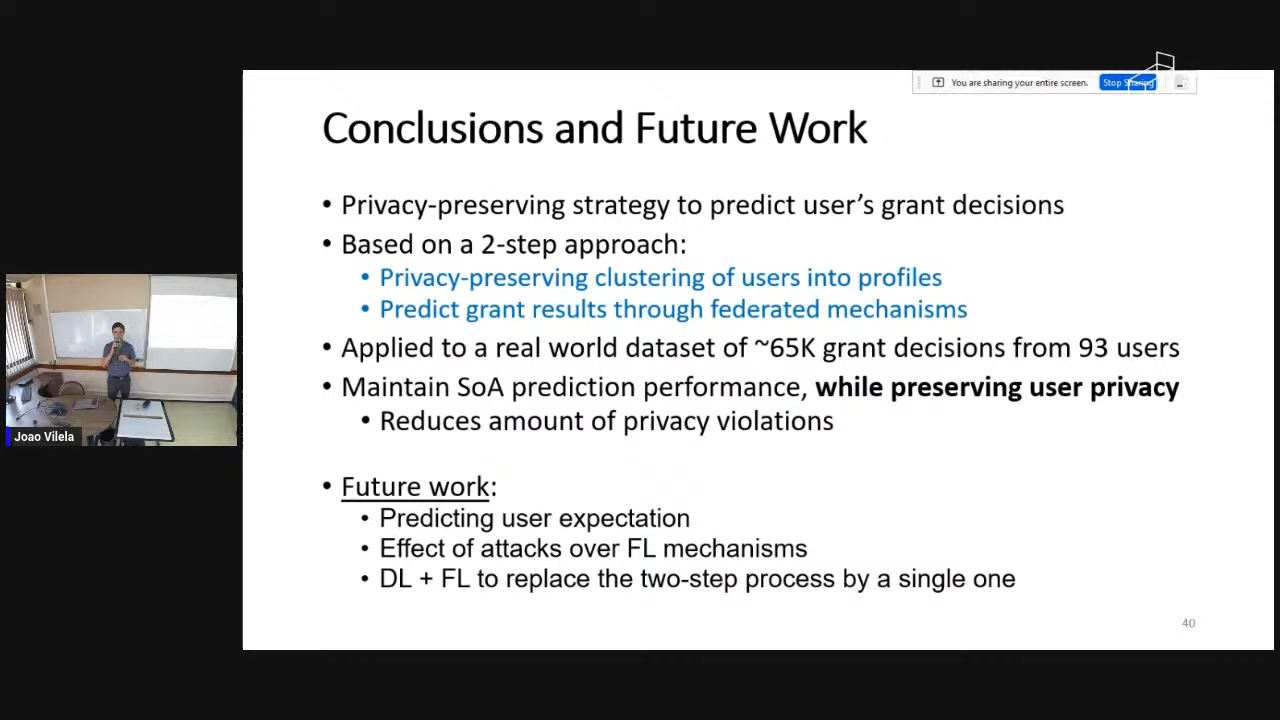 You are sharing your entire screen. Stop Sharing
Conclusions and Future Work
• Privacy-preserving strategy to predict user’s grant decisions
• Based on a 2-step approach:
• Privacy-preserving clustering of users into profiles
• Predict grant results through federated mechanisms
• Applied to a real world dataset of ~65K grant decisions from 93 users
• Maintain SoA prediction performance, while preserving user privacy
• Reduces amount of privacy violations
Joao Vilela
• Future work:
• Predicting user expectation
• Effect of attacks over FL mechanisms
• DL + FL to replace the two-step process by a single one
40